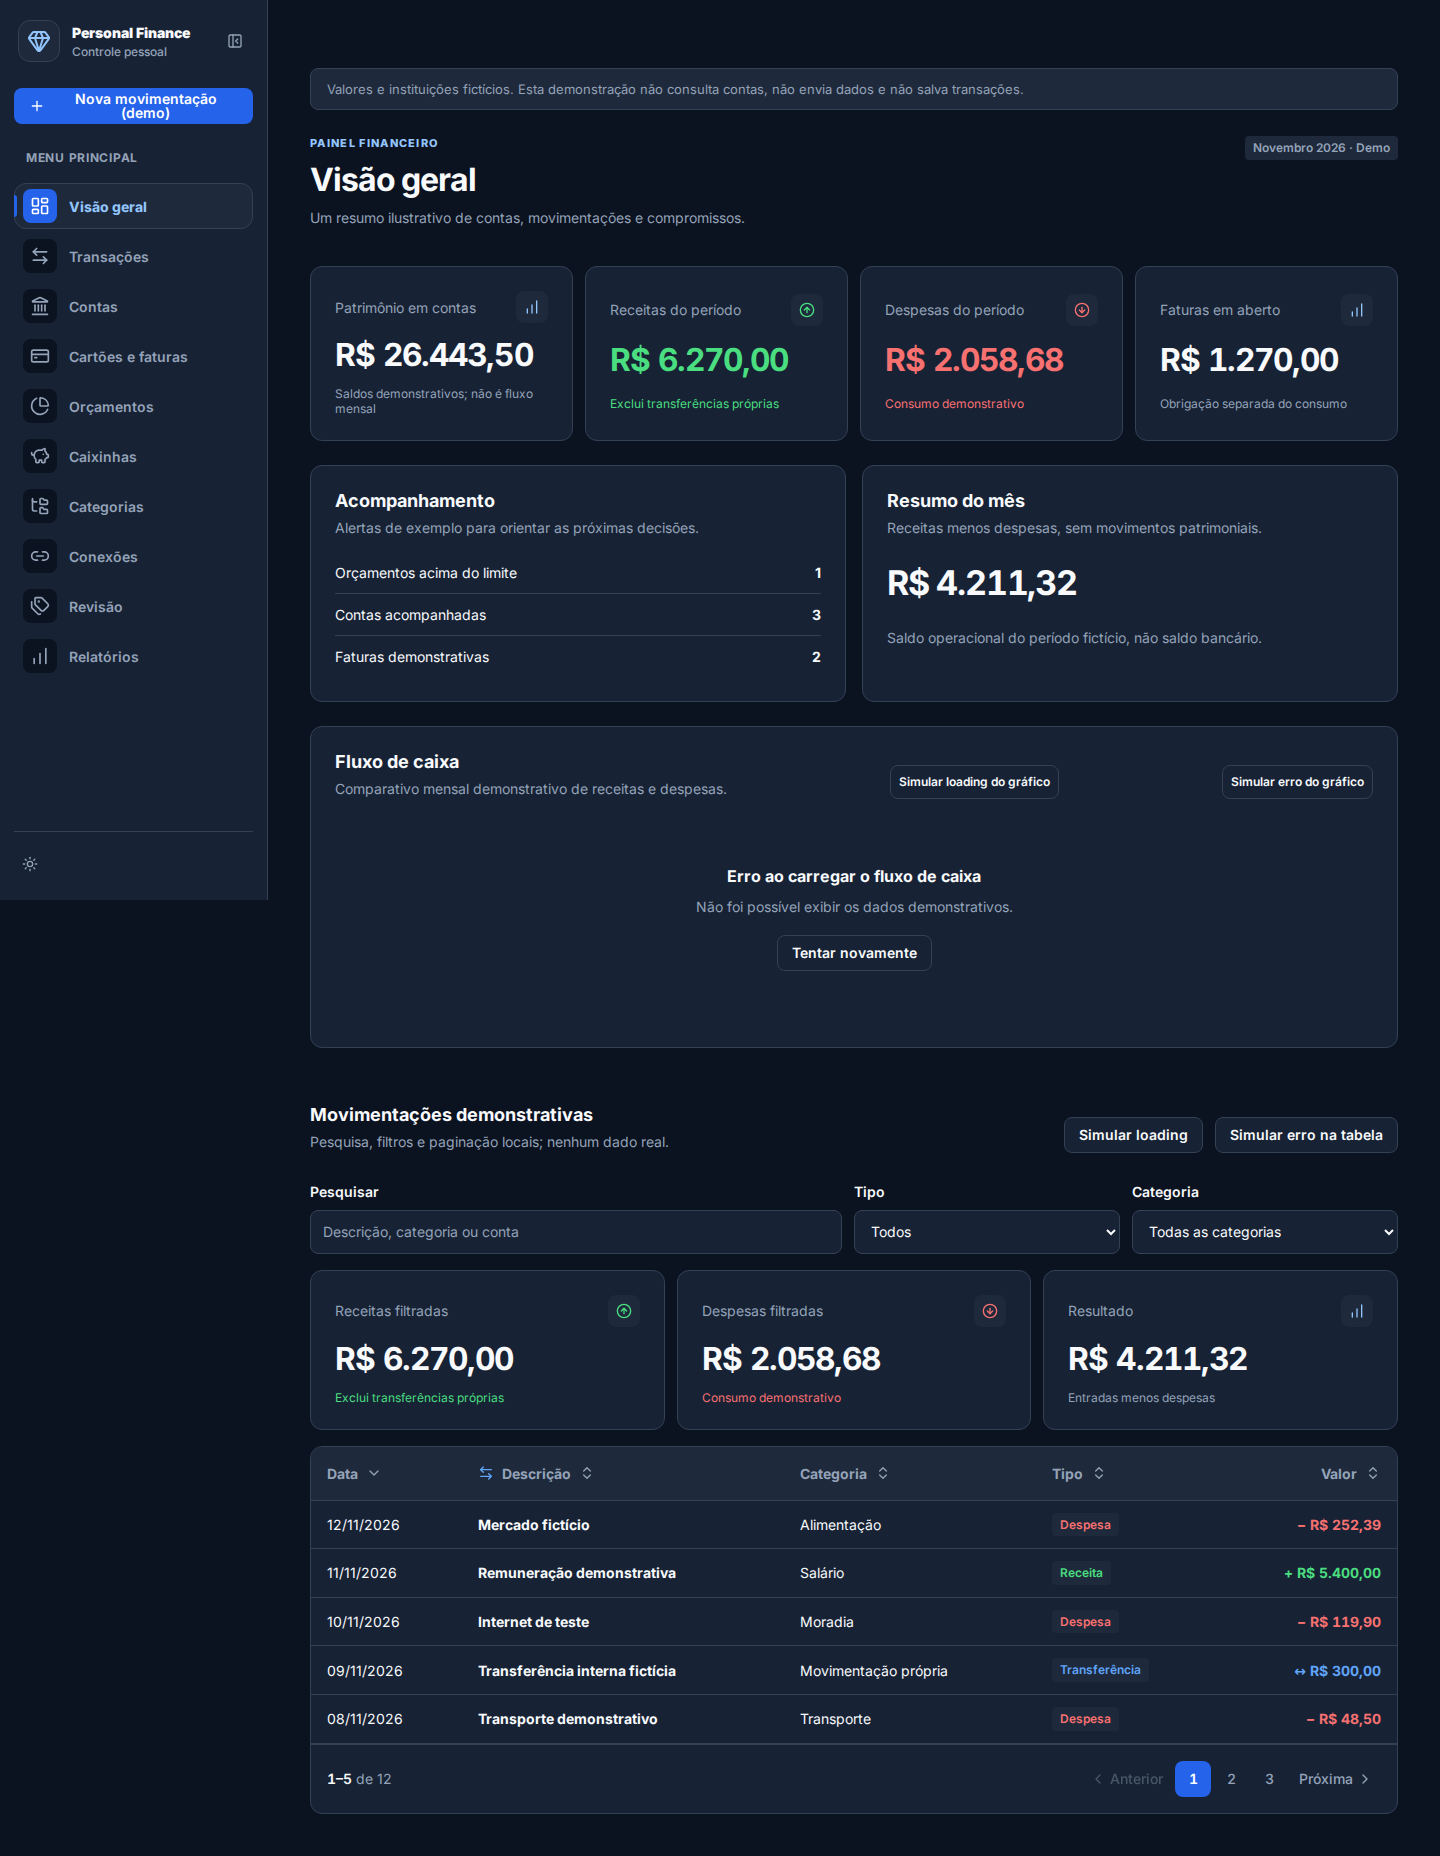 Personal Finance
Controle pessoal
Nova movimentação
(demo)
MENU PRINCIPAL
Visão geral
Transações
Contas
Cartões e faturas
Orçamentos
Caixinhas
Categorias
Conexões
Revisão
Relatórios
Valores e instituições fictícios. Esta demonstração não consulta contas, não envia dados e não salva transações.
PAINEL FINANCEIRO
Novembro 2026 · Demo
Visão geral
Um resumo ilustrativo de contas, movimentações e compromissos.
Patrimônio em contas
R$ 26.443,50
Saldos demonstrativos; não é fluxo
mensal
Receitas do período
R$ 6.270,00
Exclui transferências próprias
Despesas do período
R$ 2.058,68
Consumo demonstrativo
Faturas em aberto
R$ 1.270,00
Obrigação separada do consumo
Acompanhamento
Alertas de exemplo para orientar as próximas decisões.
Orçamentos acima do limite 1
Contas acompanhadas 3
Faturas demonstrativas 2
Resumo do mês
Receitas menos despesas, sem movimentos patrimoniais.
R$ 4.211,32
Saldo operacional do período fictício, não saldo bancário.
Fluxo de caixa
Comparativo mensal demonstrativo de receitas e despesas.
Simular loading do gráfico
Simular erro do gráfico
Erro ao carregar o fluxo de caixa
Não foi possível exibir os dados demonstrativos.
Tentar novamente
Movimentações demonstrativas
Pesquisa, filtros e paginação locais; nenhum dado real.
Simular loading
Simular erro na tabela
Pesquisar
Descrição, categoria ou conta
Tipo
Todos
Categoria
Todas as categorias
Receitas filtradas
R$ 6.270,00
Exclui transferências próprias
Despesas filtradas
R$ 2.058,68
Consumo demonstrativo
Resultado
R$ 4.211,32
Entradas menos despesas
Data Descrição Categoria Tipo Valor
12/11/2026 Mercado fictício Alimentação Despesa − R$ 252,39
11/11/2026 Remuneração demonstrativa Salário Receita + R$ 5.400,00
10/11/2026 Internet de teste Moradia Despesa − R$ 119,90
09/11/2026 Transferência interna fictícia Movimentação própria Transferência ↔ R$ 300,00
08/11/2026 Transporte demonstrativo Transporte Despesa − R$ 48,50
1–5 de 12
Anterior 1 2 3 Próxima